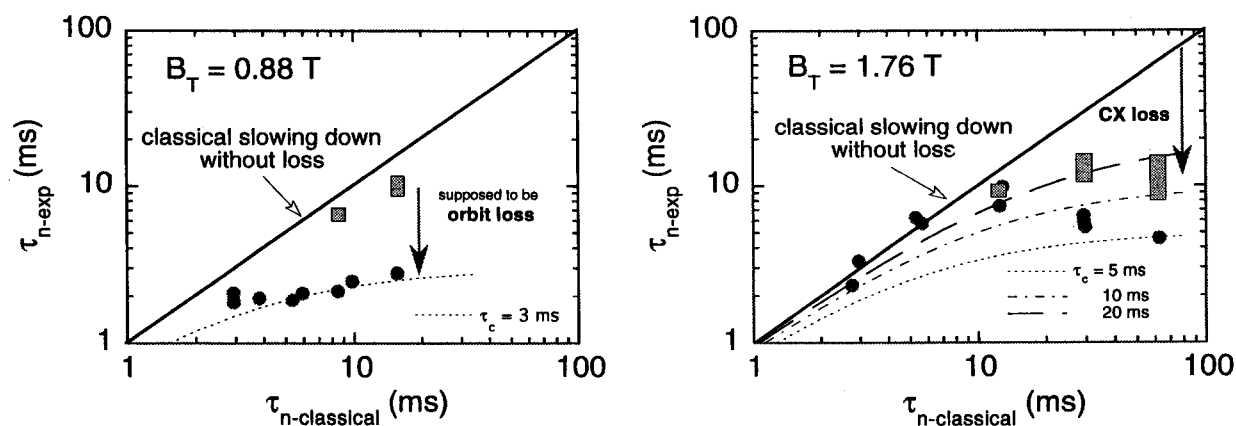 100
B_T = 0.88 T
classical slowing down
without loss
supposed to be
orbit loss
10
τ_n-exp (ms)
τ_c = 3 ms
1
1
10
100
τ_n-classical (ms)
100
B_T = 1.76 T
CX loss
classical slowing down
without losε
10
τ_n-exp (ms)
τ_c = 5 ms
10 ms
20 ms
1
1
10
100
τ_n-classical (ms)